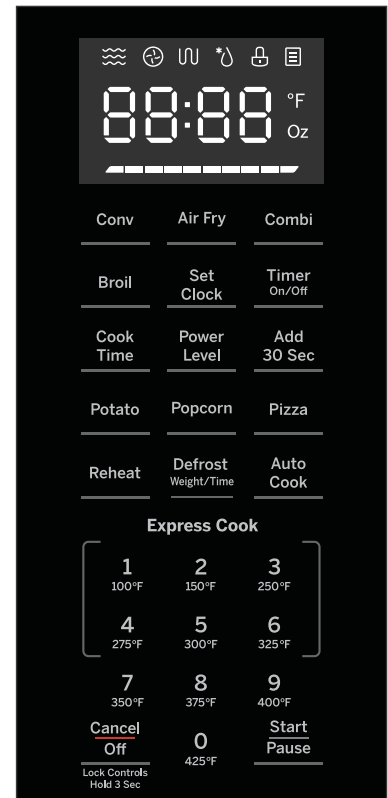 88:88
°F
Oz
Conv Air Fry Combi
Broil Set Clock Timer On/Off
Cook Time Power Level Add 30 Sec
Potato Popcorn Pizza
Reheat Defrost Weight/Time Auto Cook
Express Cook
1 2 3
100°F 150°F 250°F
4 5 6
275°F 300°F 325°F
7 8 9
350°F 375°F 400°F
Cancel Off 0 Start Pause
425°F
Lock Controls
Hold 3 Sec